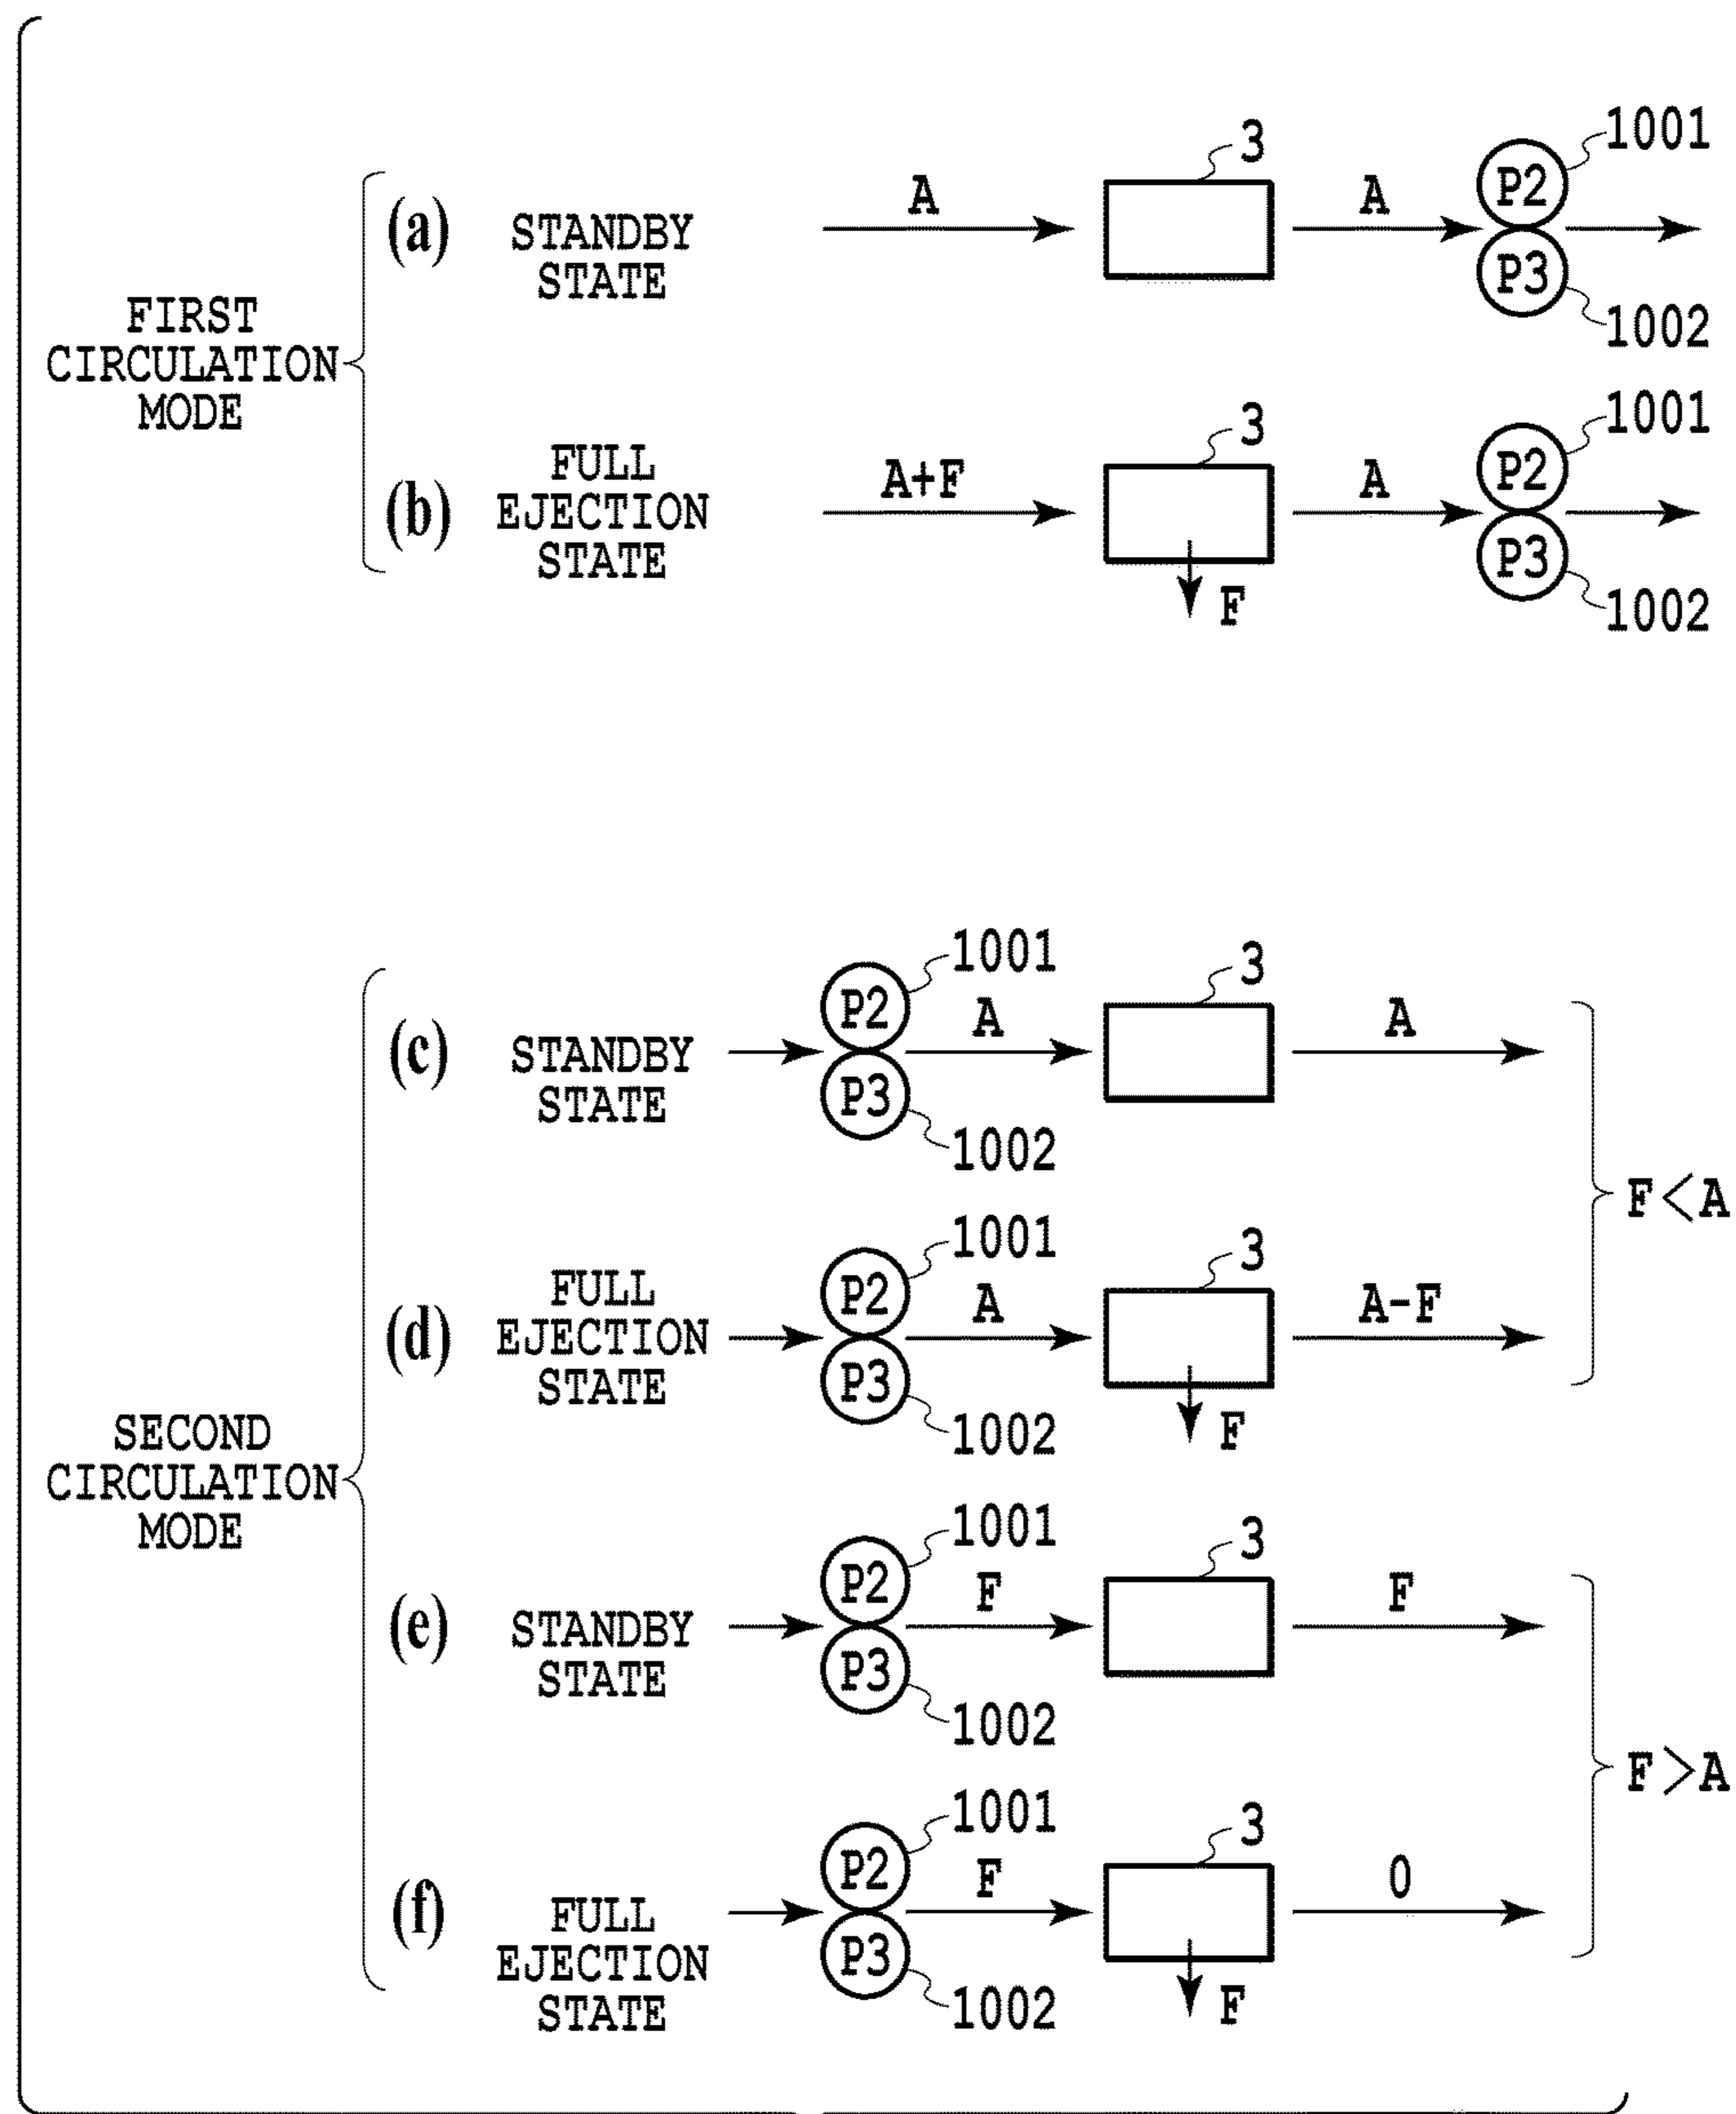 3
1001
A
A
P2
(a)
STANDBY
STATE
P3
1002
FIRST
CIRCULATION
MODE
3
1001
FULL
EJECTION
STATE
(b)
A+F
A
P2
P3
F
1002
1001
3
P2
A
A
(c)
STANDBY
STATE
P3
1002
F<A
1001
3
FULL
EJECTION
STATE
P2
A
A-F
(d)
P3
1002
F
SECOND
CIRCULATION
MODE
1001
3
P2
F
F
(e)
STANDBY
STATE
P3
1002
F>A
1001
3
P2
F
0
(f)
FULL
EJECTION
STATE
P3
1002
F